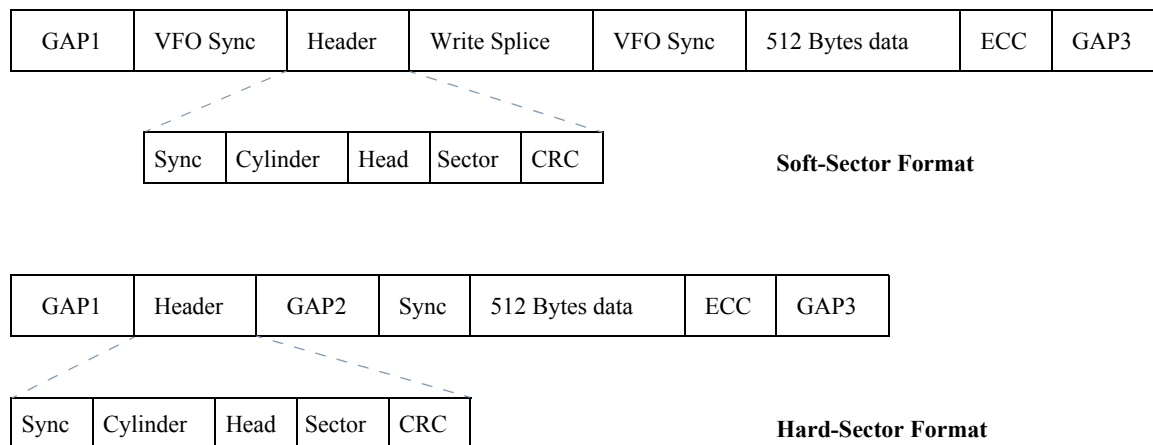 GAP1 VFO Sync Header Write Splice VFO Sync 512 Bytes data ECC GAP3
Sync Cylinder Head Sector CRC
Soft-Sector Format
GAP1 Header GAP2 Sync 512 Bytes data ECC GAP3
Sync Cylinder Head Sector CRC
Hard-Sector Format